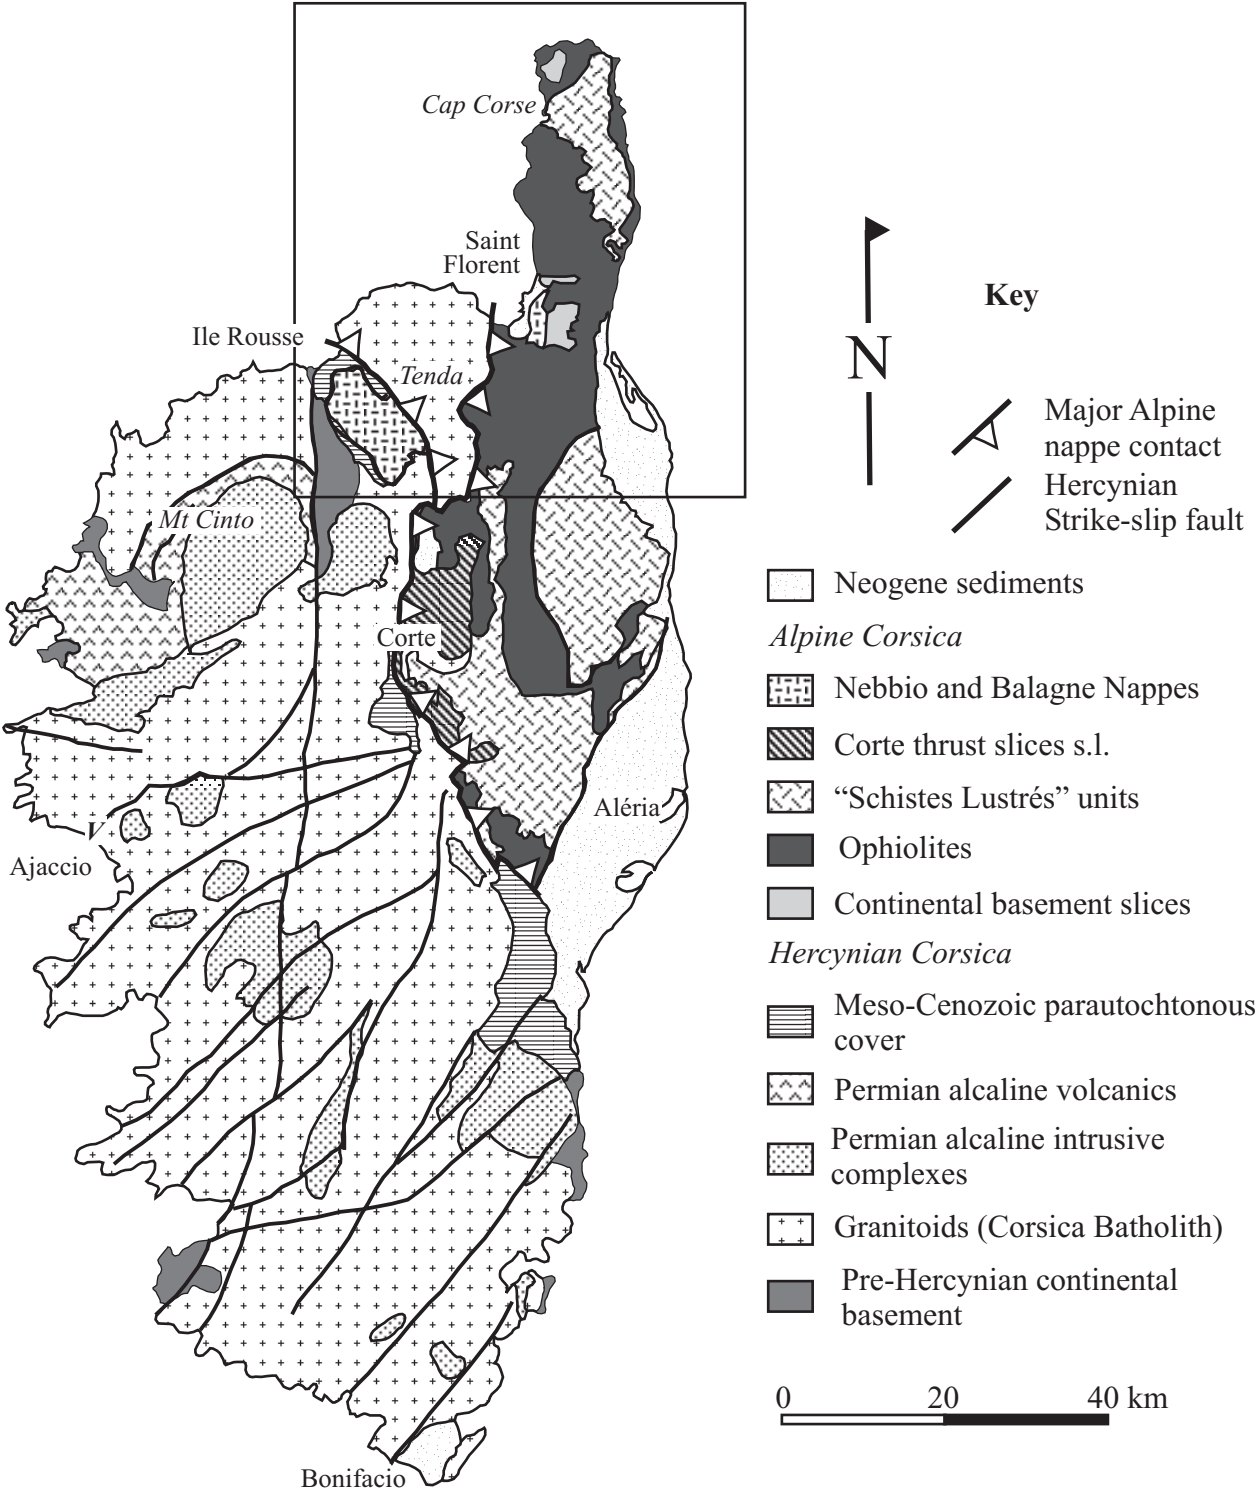 Cap Corse
Saint
Florent
Ile Rousse
Tenda
Mt Cinto
Corte
Aléria
V
Ajaccio
Bonifacio
N
Key
Major Alpine
nappe contact
Hercynian
Strike-slip fault
Neogene sediments
Alpine Corsica
Nebbio and Balagne Nappes
Corte thrust slices s.l.
“Schistes Lustrés” units
Ophiolites
Continental basement slices
Hercynian Corsica
Meso-Cenozoic parautochtonous
cover
Permian alcaline volcanics
Permian alcaline intrusive
complexes
Granitoids (Corsica Batholith)
Pre-Hercynian continental
basement
0 20 40 km